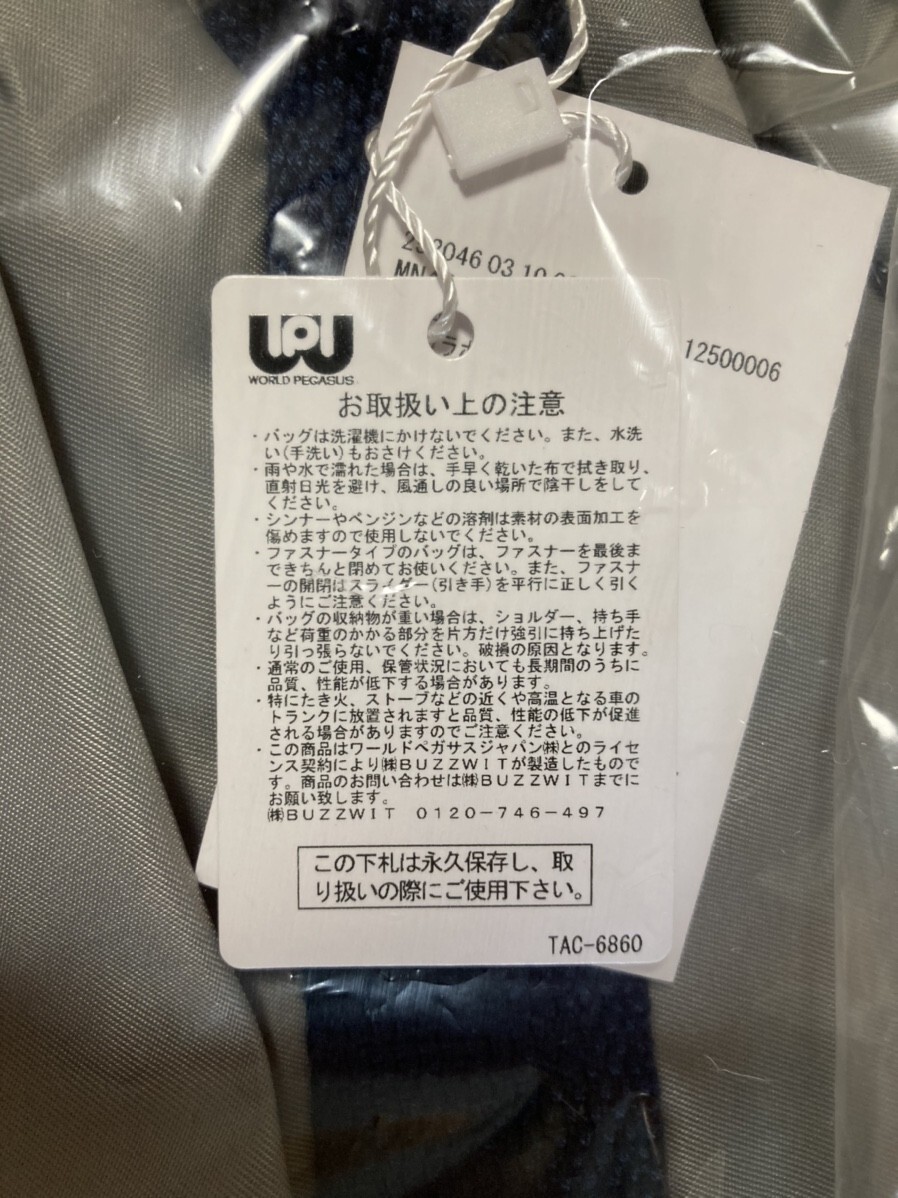 2046 03 10
MN
12500006
WORLD PEGASUS
お取扱い上の注意
・バッグは洗濯機にかけないでください。また、水洗
い(手洗い)もおさけください。
・雨や水で濡れた場合は、手早く乾いた布で拭き取り、
直射日光を避け、風通しの良い場所で陰干しをして
ください。
・シンナーやベンジンなどの溶剤は素材の表面加工を
傷めますので使用しないでください。
・ファスナータイプのバッグは、ファスナーを最後ま
できちんと閉めてお使いください。また、ファスナ
ーの開閉はスライダー(引き手)を平行に正しく引く
ようにご注意ください。
・バッグの収納物が重い場合は、ショルダー、持ち手
など荷重のかかる部分を片方だけ強引に持ち上げた
り引っ張らないでください。破損の原因となります。
・通常のご使用、保管状況においても長期間のうちに
品質、性能が低下する場合があります。
・特にたき火、ストーブなどの近くや高温となる車の
トランクに放置されますと品質、性能の低下が促進
される場合がありますのでご注意ください。
・この商品はワールドペガサスジャパン㈱とのライセ
ンス契約により㈱BUZZWITが製造したもので
す。商品のお問い合わせは㈱BUZZWITまでに
お願い致します。
㈱BUZZWIT 0120-746-497
この下札は永久保存し、取
り扱いの際にご使用下さい。
TAC-6860